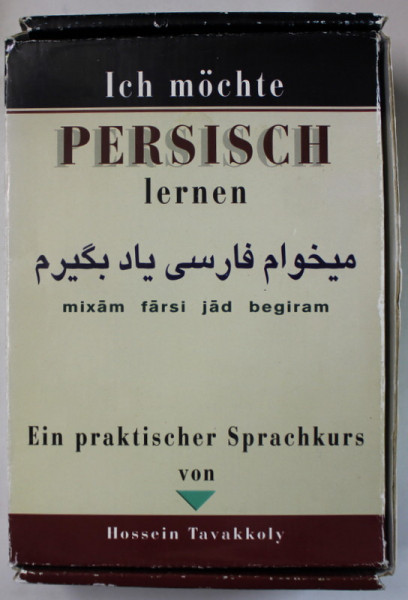 Ich möchte
PERSISCH
lernen
میخوام فارسی یاد بگیرم
mixām fārsi jād begiram
Ein praktischer Sprachkurs
von
Hossein Tavakkoly